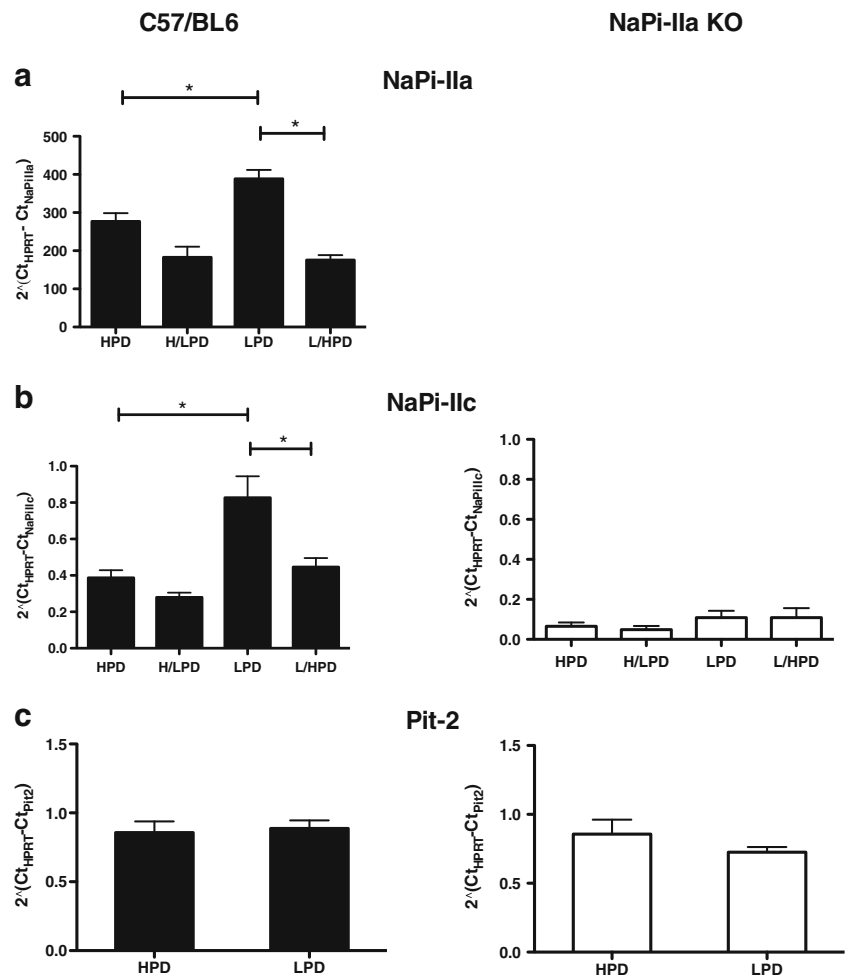 C57/BL6
NaPi-IIa KO
a
NaPi-IIa
*
*
2^(Ct_HPRT- Ct_NaPiIIa)
500
400
300
200
100
0
HPD H/LPD LPD L/HPD
b
NaPi-IIc
*
*
2^(Ct_HPRT-Ct_NaPiIIc)
1.0
0.8
0.6
0.4
0.2
0.0
HPD H/LPD LPD L/HPD
2^(Ct_HPRT-Ct_NaPiIIc)
1.0
0.8
0.6
0.4
0.2
0.0
HPD H/LPD LPD L/HPD
c
Pit-2
2^(Ct_HPRT-Ct_Pit2)
1.5
1.0
0.5
0.0
HPD LPD
2^(Ct_HPRT-Ct_Pit2)
1.5
1.0
0.5
0.0
HPD LPD